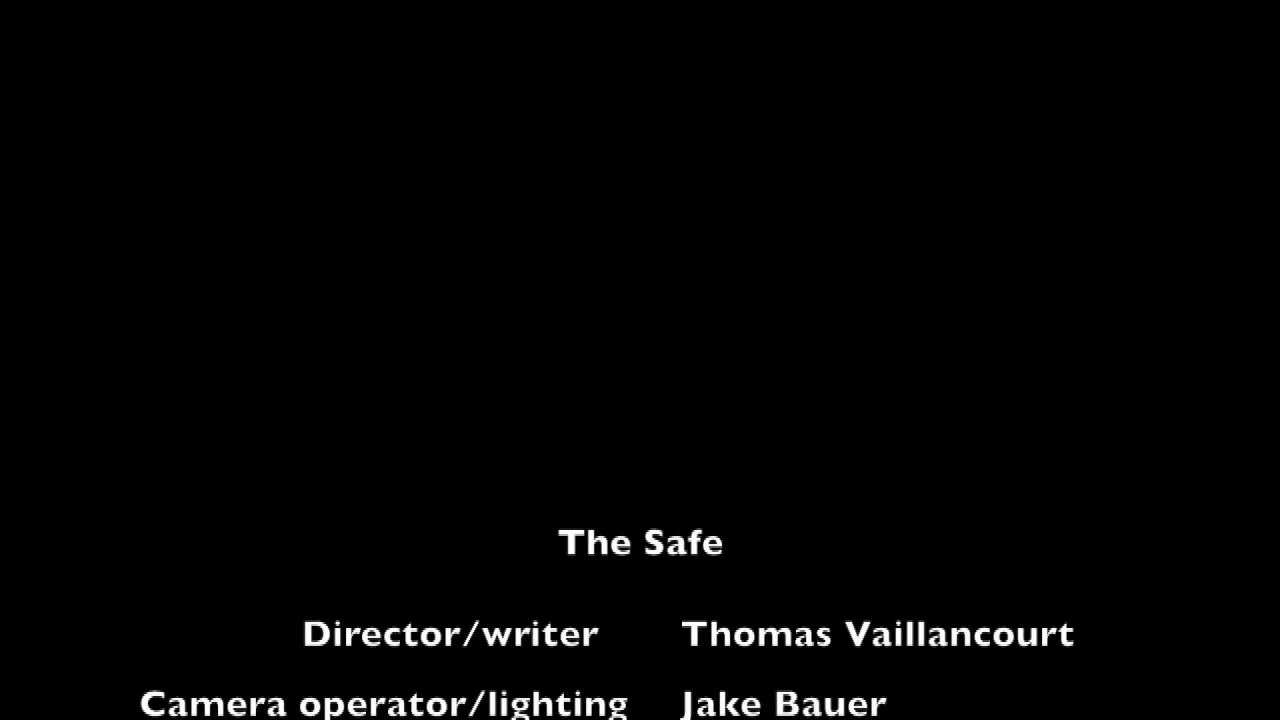 The Safe
Director/writer Thomas Vaillancourt
Camera operator/lighting Jake Bauer